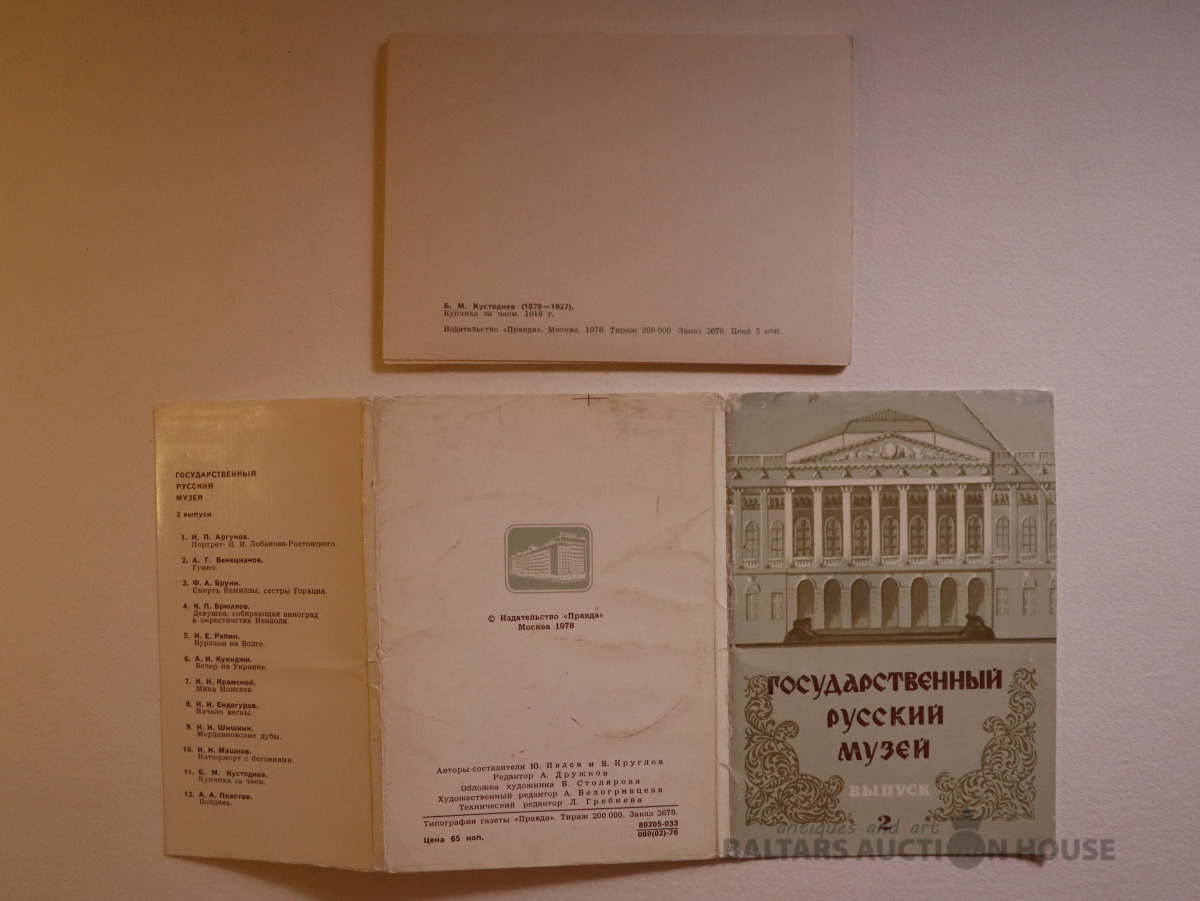 Б. М. Кустодиев (1878—1927).
Купчиха за чаем. 1918 г.
Издательство «Правда». Москва. 1978. Тираж 200 000. Заказ 2678. Цена 5 коп.
ГОСУДАРСТВЕННЫЙ
РУССКИЙ
МУЗЕЙ
2 выпуск
1. И. П. Аргунов.
Портрет И. И. Лобанова-Ростовского.
2. А. Г. Венецианов.
Гумно.
3. Ф. А. Бруни.
Смерть Камиллы, сестры Горация.
4. К. П. Брюллов.
Девушка, собирающая виноград
в окрестностях Неаполя.
5. И. Е. Репин.
Бурлаки на Волге.
6. А. И. Куинджи.
Вечер на Украине.
7. И. Н. Крамской.
Мина Моисеев.
8. И. И. Ендогуров.
Начало весны.
9. И. И. Шишкин.
Мордвиновские дубы.
10. И. И. Машков.
Натюрморт с бегониями.
11. Б. М. Кустодиев.
Купчиха за чаем.
12. А. А. Пластов.
Полдень.
© Издательство «Правда»
Москва 1978
Авторы-составители Ю. Ивлев и В. Круглов
Редактор А. Дружков
Обложка художника В. Столярова
Художественный редактор А. Белогривцева
Технический редактор Л. Гребнева
Типография газеты «Правда». Тираж 200 000. Заказ 2678.
Цена 65 коп.
80205-033
080(02)-78
ГОСУДАРСТВЕННЫЙ
РУССКИЙ
МУЗЕЙ
ВЫПУСК
2
antiques and art
BALTARS AUCTION HOUSE